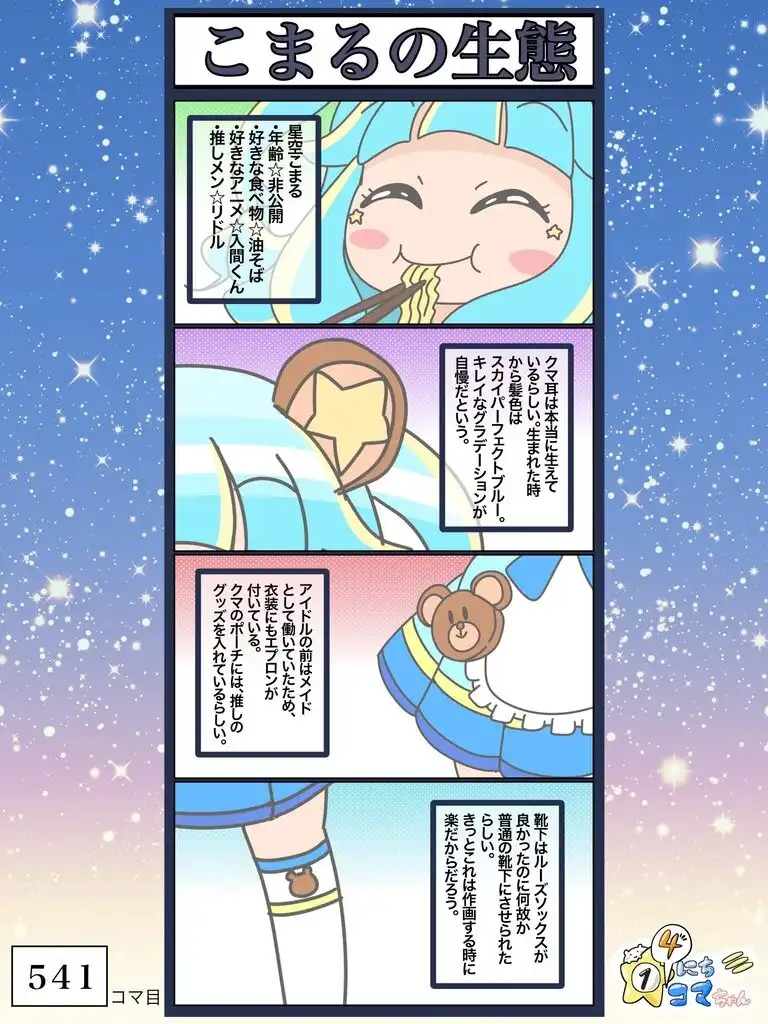 こまるの生態
星空こまる
・年齢☆非公開
・好きな食べ物☆油そば
・好きなアニメ☆入間くん
・推しメン☆リドル
クマ耳は本当に生えて
いるらしい。生まれた時
から髪色は
スカイパーフェクトブルー。
キレイなグラデーションが
自慢だという。
アイドルの前はメイド
として働いていたため、
衣装にもエプロンが
付いている。
クマのポーチには、推しの
グッズを入れているらしい。
靴下はルーズソックスが
良かったのに何故か
普通の靴下にさせられた
らしい。
きっとこれは作画する時に
楽だからだろう。
541
コマ目
1にち
4コマ
ちゃん